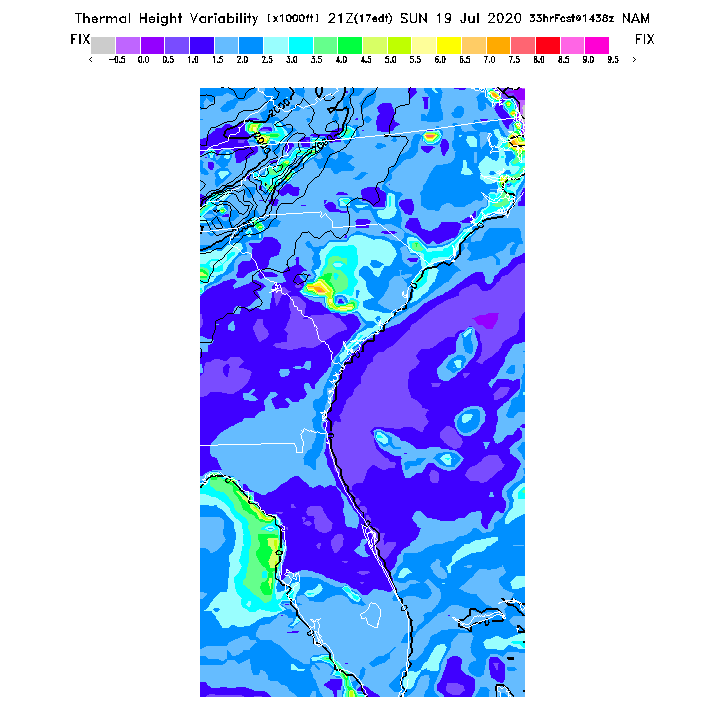 Thermal Height Variability [x1000ft] 21Z(17edt) SUN 19 Jul 2020 33hrFcst@1438z NAM
FIX FIX
< -0.5 0.0 0.5 1.0 1.5 2.0 2.5 3.0 3.5 4.0 4.5 5.0 5.5 6.0 6.5 7.0 7.5 8.0 8.5 9.0 9.5 >
2000